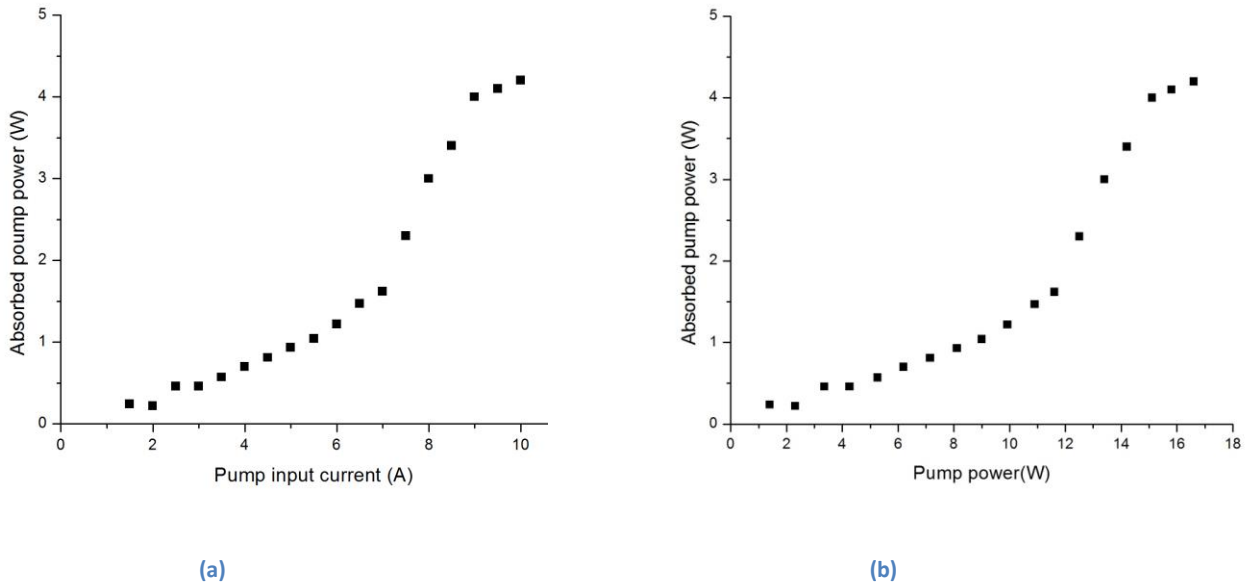 5
4
3
2
1
0
0 2 4 6 8 10
Absorbed poump power (W)
Pump input current (A)
(a)
5
4
3
2
1
0
0 2 4 6 8 10 12 14 16 18
Absorbed pump power (W)
Pump power(W)
(b)